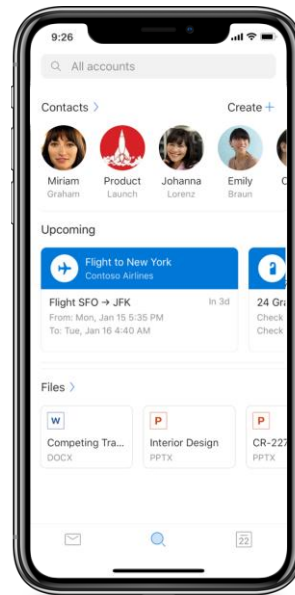 9:26
All accounts
Contacts >
Create +
Miriam
Graham
Product
Launch
Johanna
Lorenz
Emily
Braun
C
Upcoming
Flight to New York
Contoso Airlines
Flight SFO → JFK
In 3d
From: Mon, Jan 15 5:35 PM
To: Tue, Jan 16 4:40 AM
24 Gra
Check
Check
Files >
W
Competing Tra...
DOCX
P
Interior Design
PPTX
P
CR-227
PPTX
22